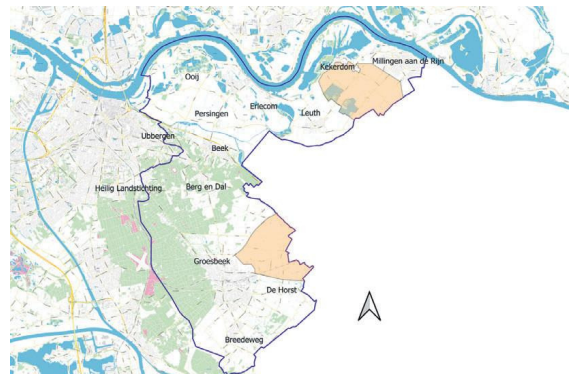 Millingen aan de Rijn
Kekerdom
Ooij
Erlecom
Persingen
Leuth
Ubbergen
Beek
Heilig Landstichting
Berg en Dal
Groesbeek
De Horst
Breedeweg